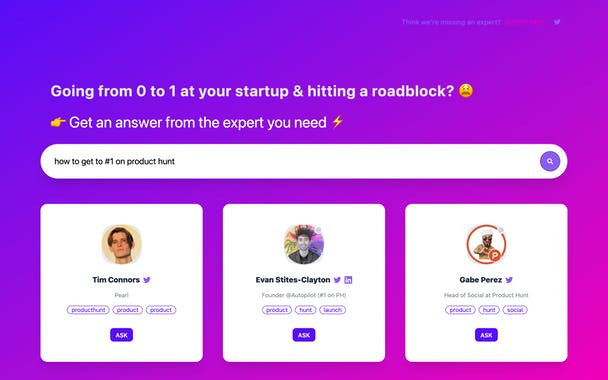 Think we're missing an expert?
Going from 0 to 1 at your startup & hitting a roadblock? 😫
👉 Get an answer from the expert you need ⚡
how to get to #1 on product hunt
Tim Connors
Pearl
producthunt product product
ASK
Evan Stites-Clayton
Founder @Autopilot (#1 on PH)
product hunt launch
ASK
Gabe Perez
Head of Social at Product Hunt
product hunt social
ASK